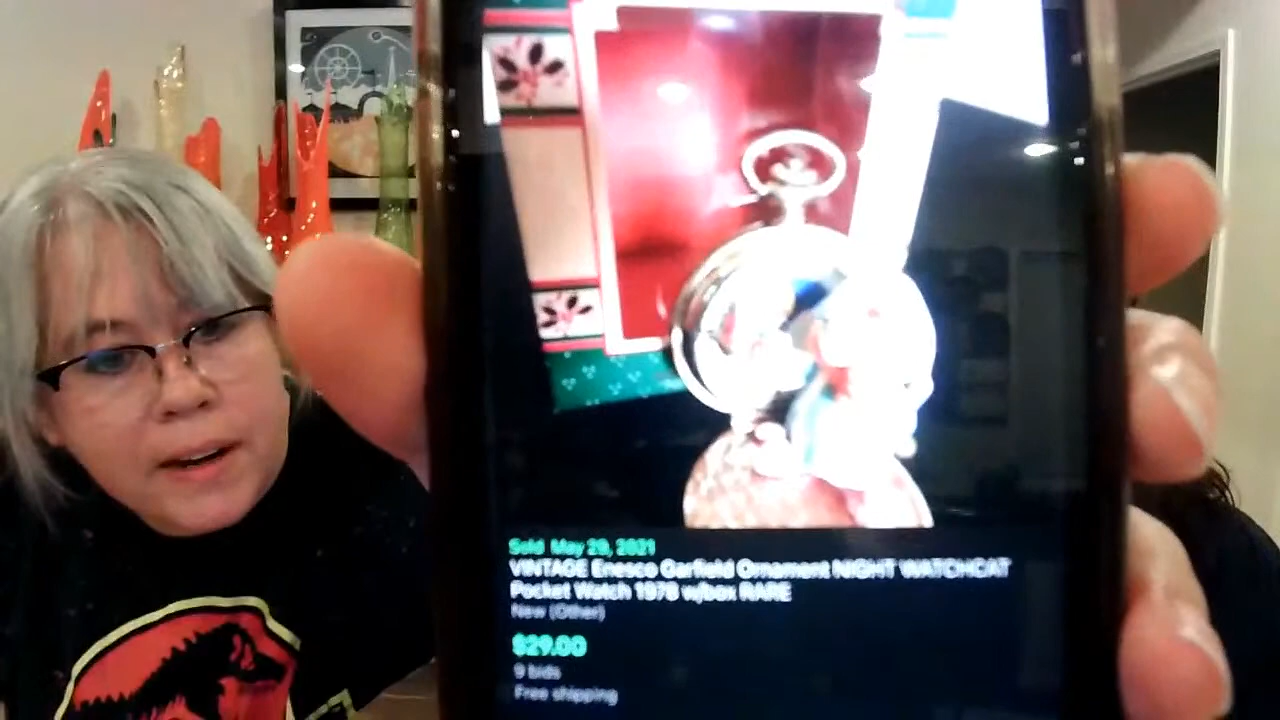 Sold May 29, 2021
VINTAGE Enesco Garfield Ornament NIGHT WATCHCAT
Pocket Watch 1978 w/box RARE
New (Other)
$29.00
9 bids
Free shipping